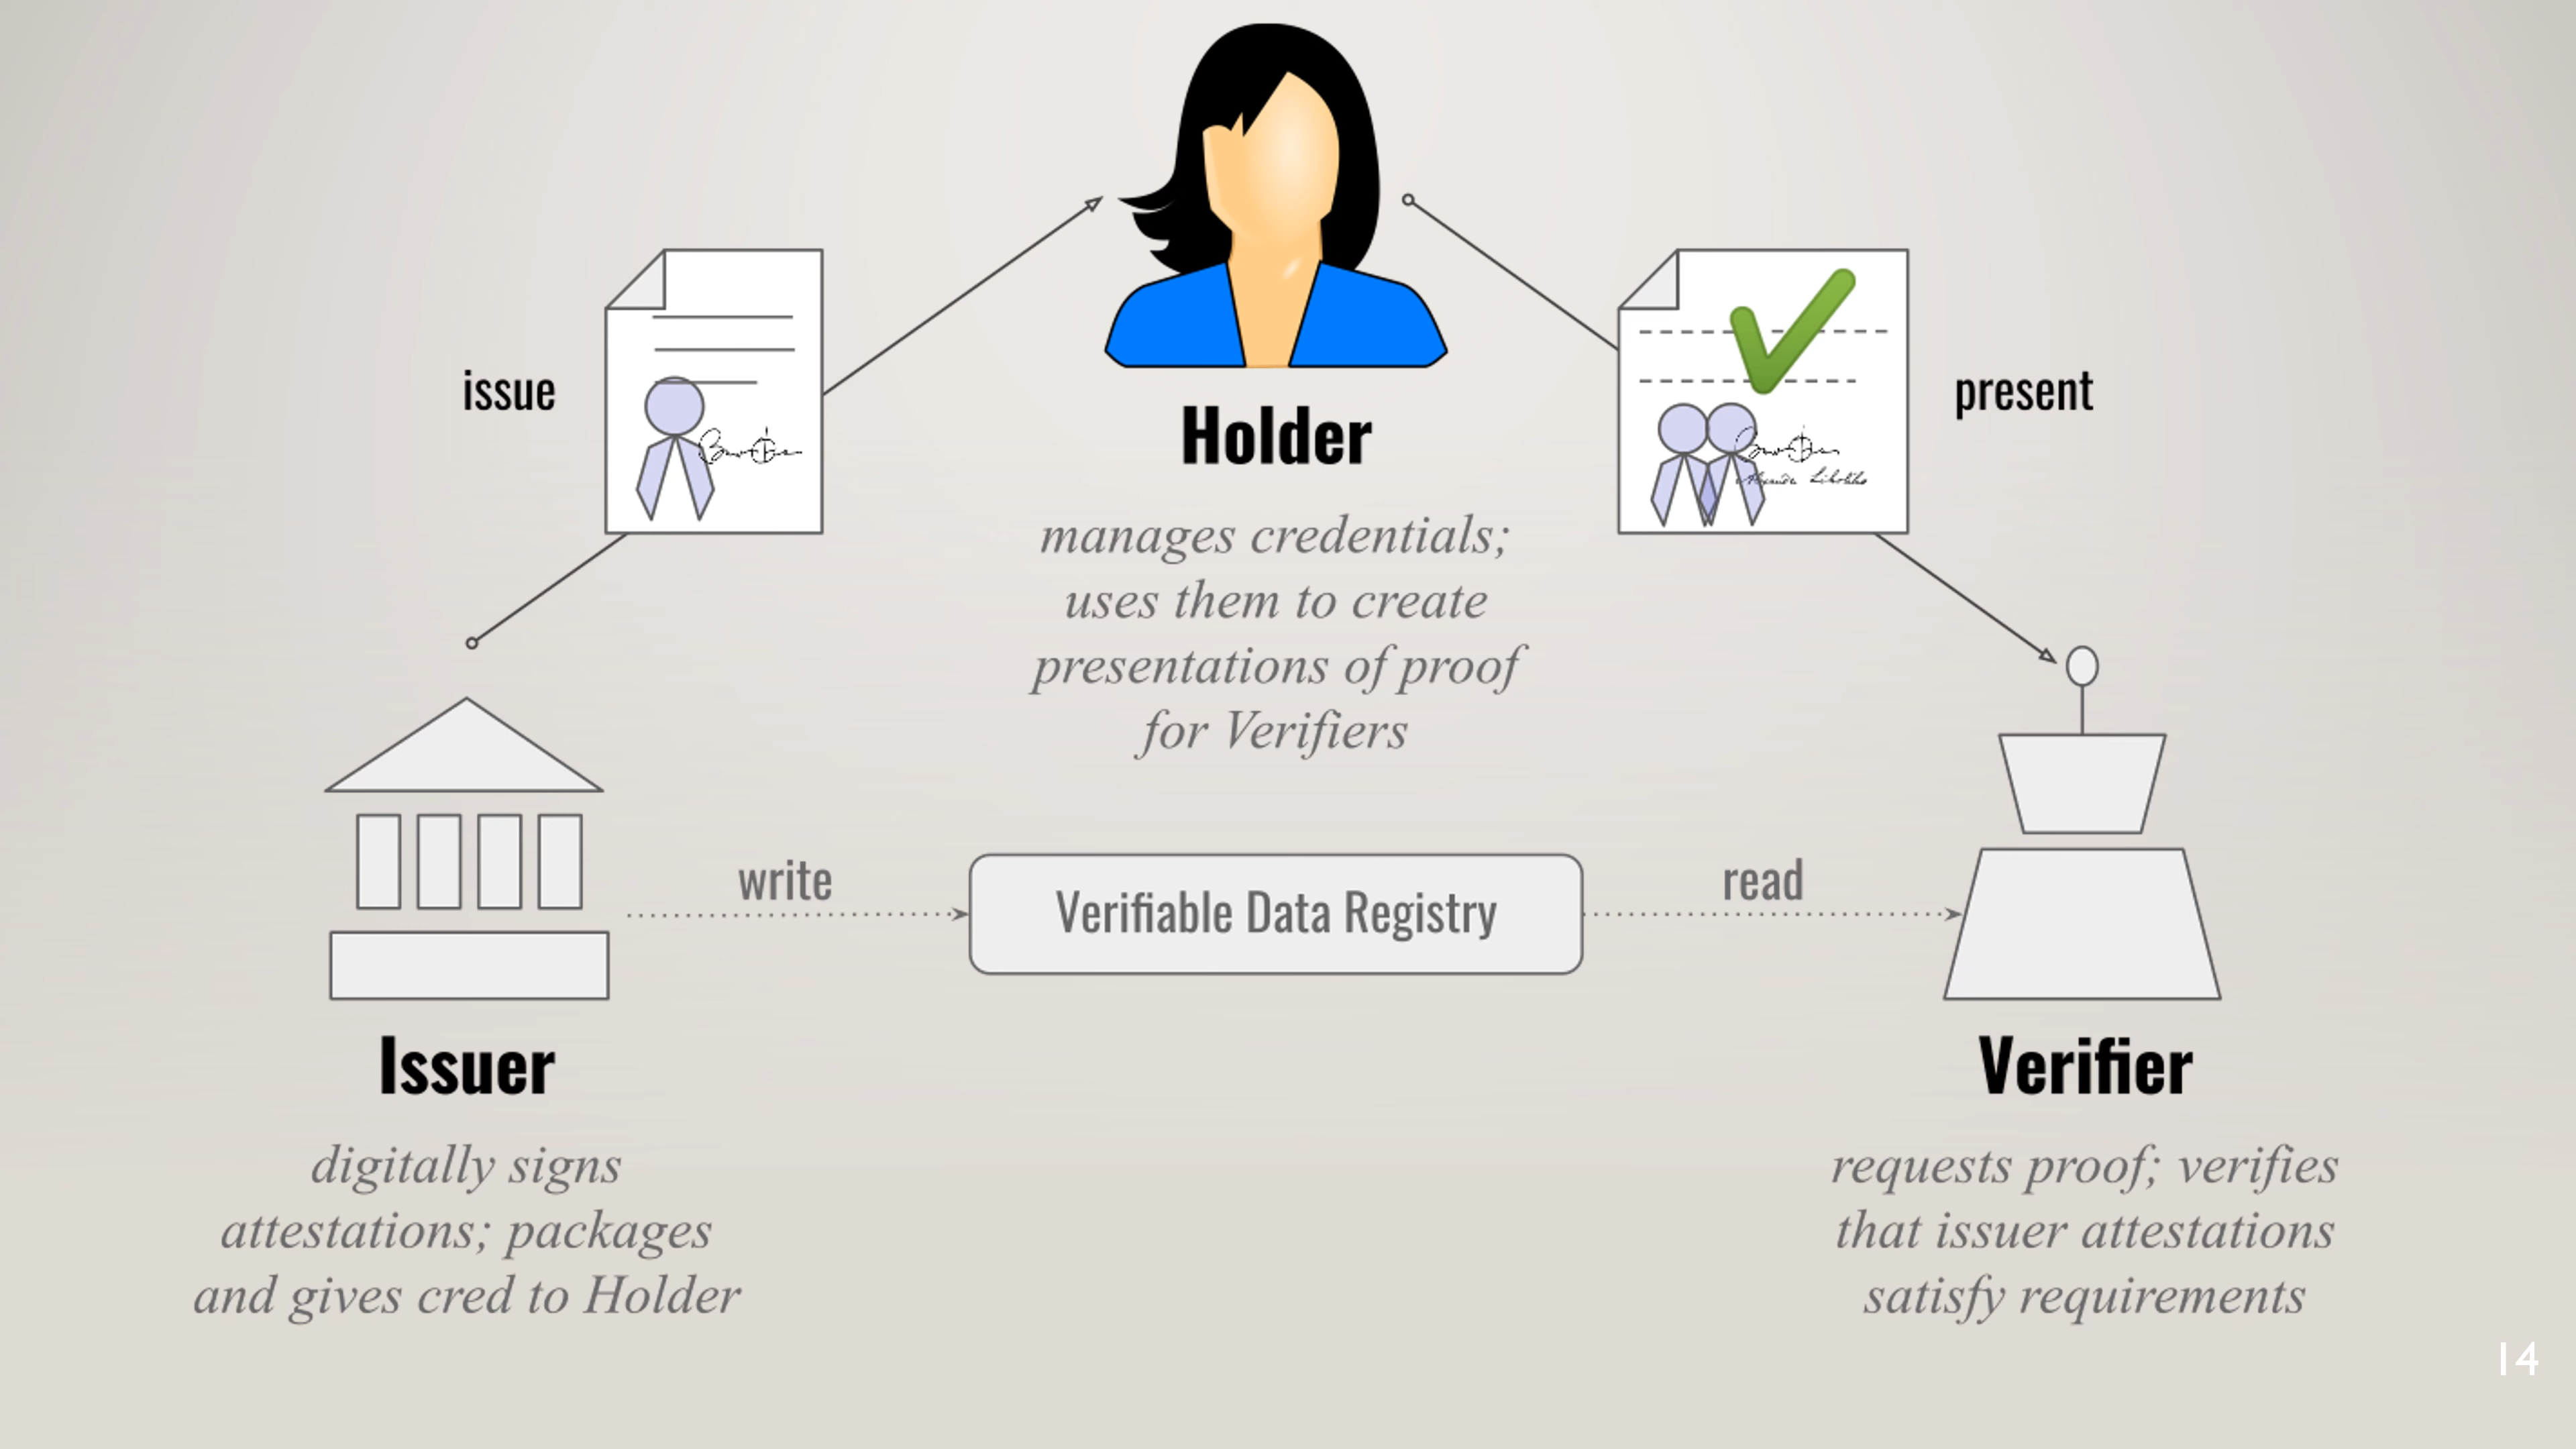 issue
present
Holder
manages credentials;
uses them to create
presentations of proof
for Verifiers
write
Verifiable Data Registry
read
Issuer
digitally signs
attestations; packages
and gives cred to Holder
Verifier
requests proof; verifies
that issuer attestations
satisfy requirements
14